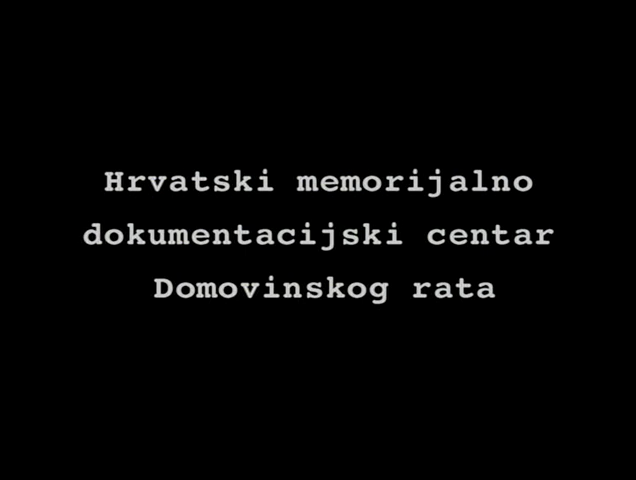 Hrvatski memorijalno
dokumentacijski centar
Domovinskog rata